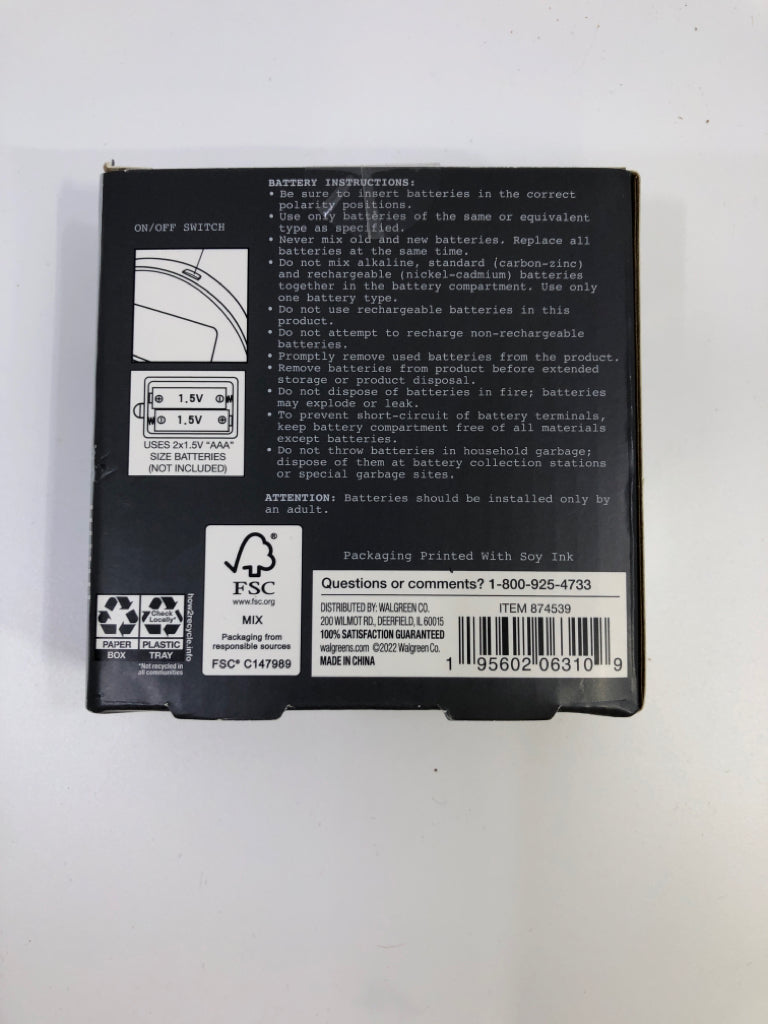 BATTERY INSTRUCTIONS:
• Be sure to insert batteries in the correct
polarity positions.
• Use only batteries of the same or equivalent
type as specified.
• Never mix old and new batteries. Replace all
batteries at the same time.
• Do not mix alkaline, standard (carbon-zinc)
and rechargeable (nickel-cadmium) batteries
together in the battery compartment. Use only
one battery type.
• Do not use rechargeable batteries in this
product.
• Do not attempt to recharge non-rechargeable
batteries.
• Promptly remove used batteries from the product.
• Remove batteries from product before extended
storage or product disposal.
• Do not dispose of batteries in fire; batteries
may explode or leak.
• To prevent short-circuit of battery terminals,
keep battery compartment free of all materials
except batteries.
• Do not throw batteries in household garbage;
dispose of them at battery collection stations
or special garbage sites.
ATTENTION: Batteries should be installed only by
an adult.
ON/OFF SWITCH
1.5V
1.5V
USES 2x1.5V "AAA"
SIZE BATTERIES
(NOT INCLUDED)
Packaging Printed With Soy Ink
FSC
www.fsc.org
MIX
Packaging from
responsible sources
FSC® C147989
Check
Locally*
how2recycle.info
PAPER
BOX
PLASTIC
TRAY
*Not recycled in
all communities
Questions or comments? 1-800-925-4733
DISTRIBUTED BY: WALGREEN CO.
200 WILMOT RD., DEERFIELD, IL 60015
100% SATISFACTION GUARANTEED
walgreens.com ©2022 Walgreen Co.
MADE IN CHINA
ITEM 874539
1 95602 06310 9